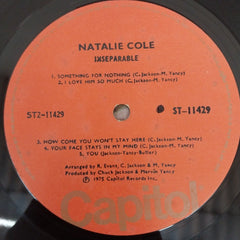 NATALIE COLE
INSEPARABLE
1. SOMETHING FOR NOTHING (C. Jackson-M. Yancy)
2. I LOVE HIM SO MUCH (C. Jackson-M. Yancy)
ST2-11429
ST-11429
3. HOW COME YOU WON'T STAY HERE (C. Jackson-M. Yancy)
4. YOUR FACE STAYS IN MY MIND (C. Jackson-M. Yancy)
5. YOU (Jackson-Yancy-Butler)
Arranged by R. Evans, C. Jackson & M. Yancy
Produced by Chuck Jackson and Marvin Yancy
℗ 1975 Capitol Records Inc.
Capitol